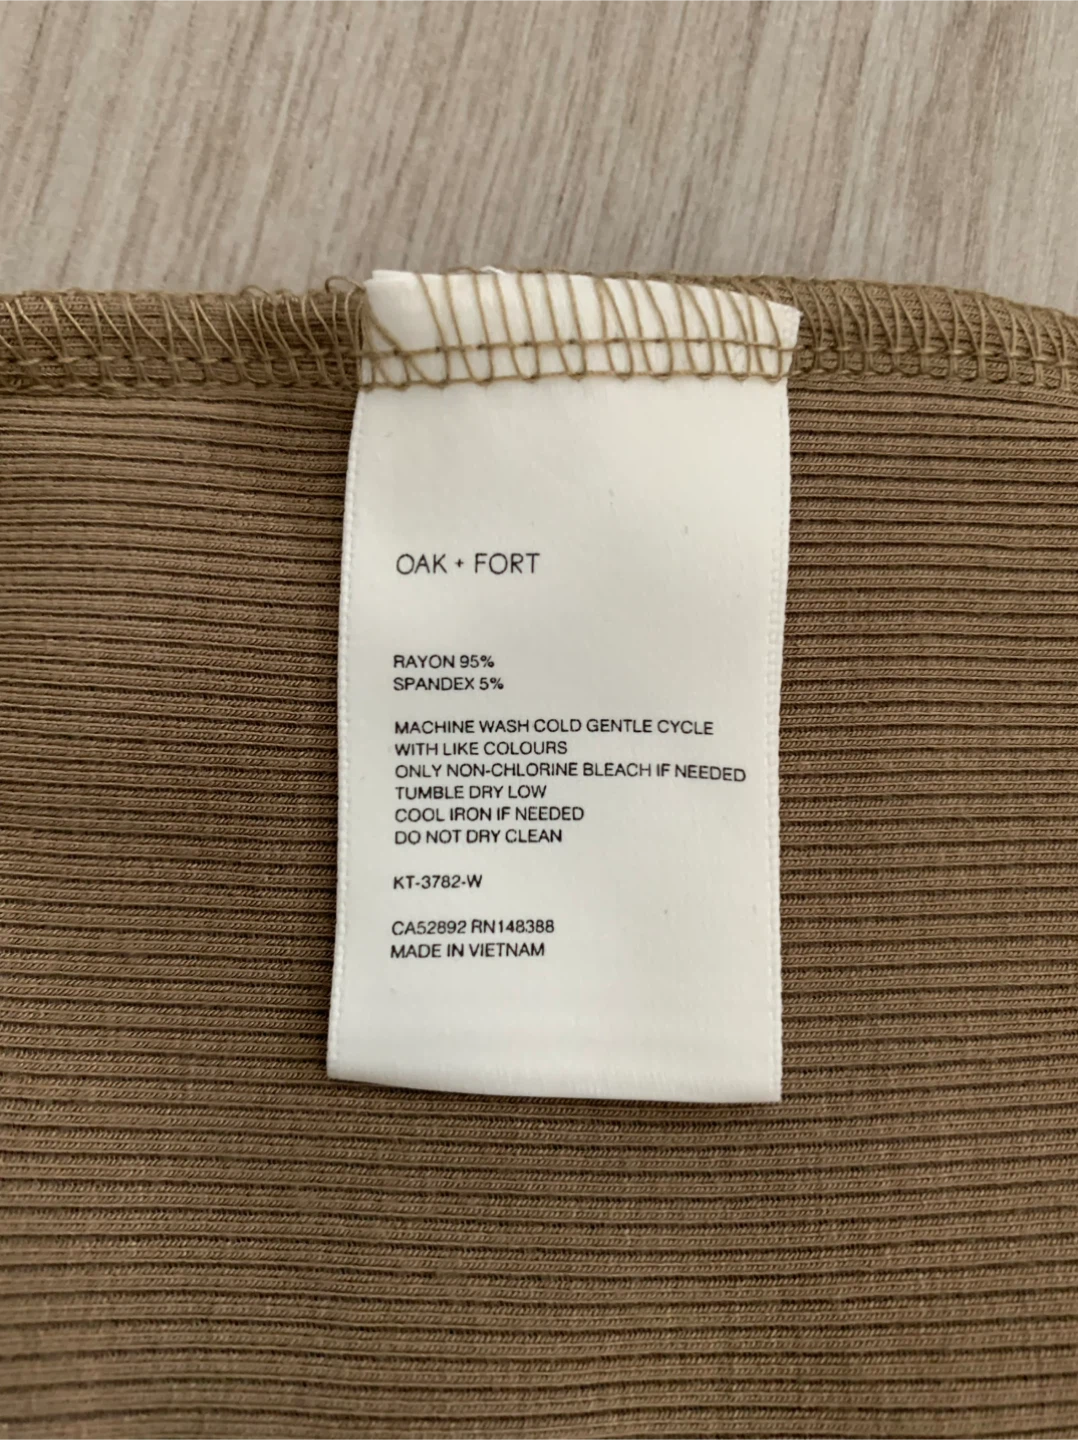 OAK + FORT
RAYON 95%
SPANDEX 5%
MACHINE WASH COLD GENTLE CYCLE
WITH LIKE COLOURS
ONLY NON-CHLORINE BLEACH IF NEEDED
TUMBLE DRY LOW
COOL IRON IF NEEDED
DO NOT DRY CLEAN
KT-3782-W
CA52892 RN148388
MADE IN VIETNAM